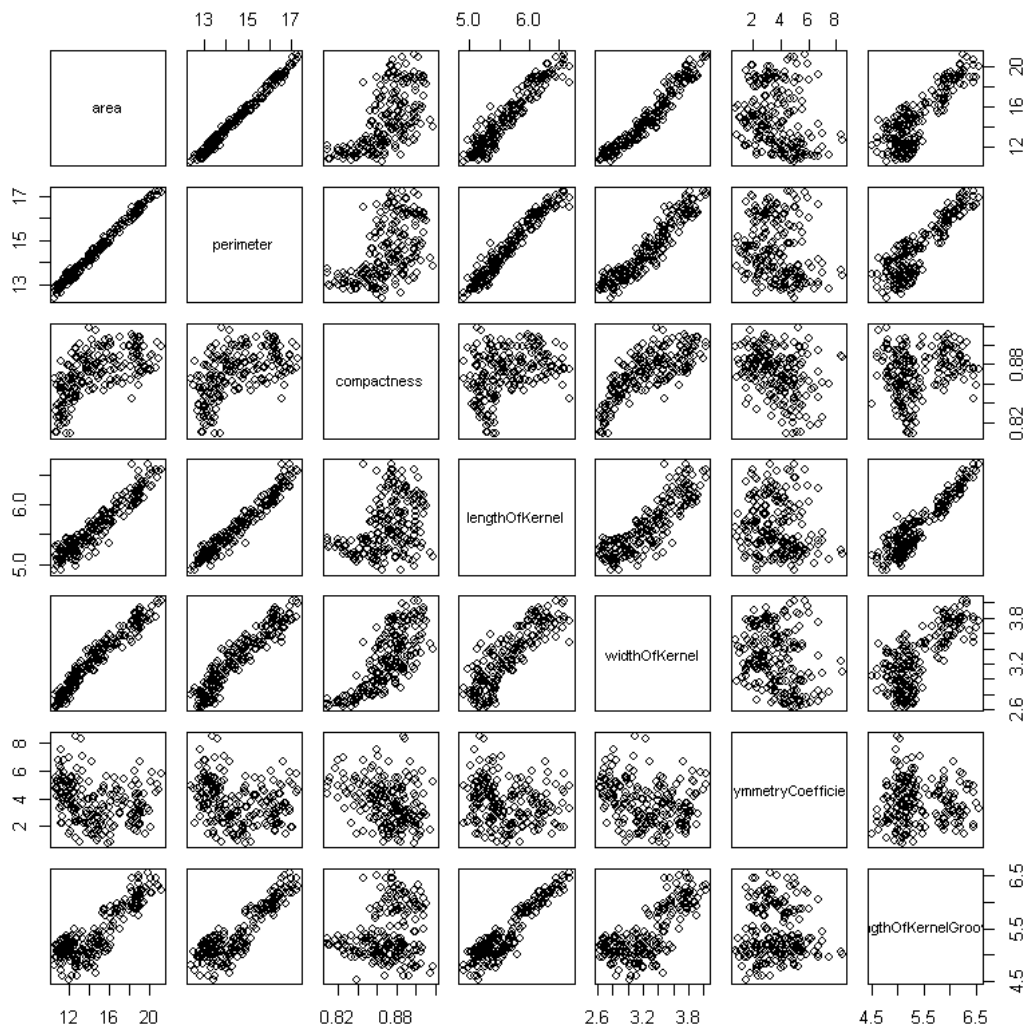 13 15 17 5.0 6.0 2 4 6 8
area
20
16
12
17
15
13
perimeter
compactness
0.88
0.82
6.0
5.0
lengthOfKernel
widthOfKernel
3.8
3.2
2.6
8
6
4
2
ymmetryCoefficie
gthOfKernelGroo
6.5
5.5
4.5
12 16 20 0.82 0.88 2.6 3.2 3.8 4.5 5.5 6.5